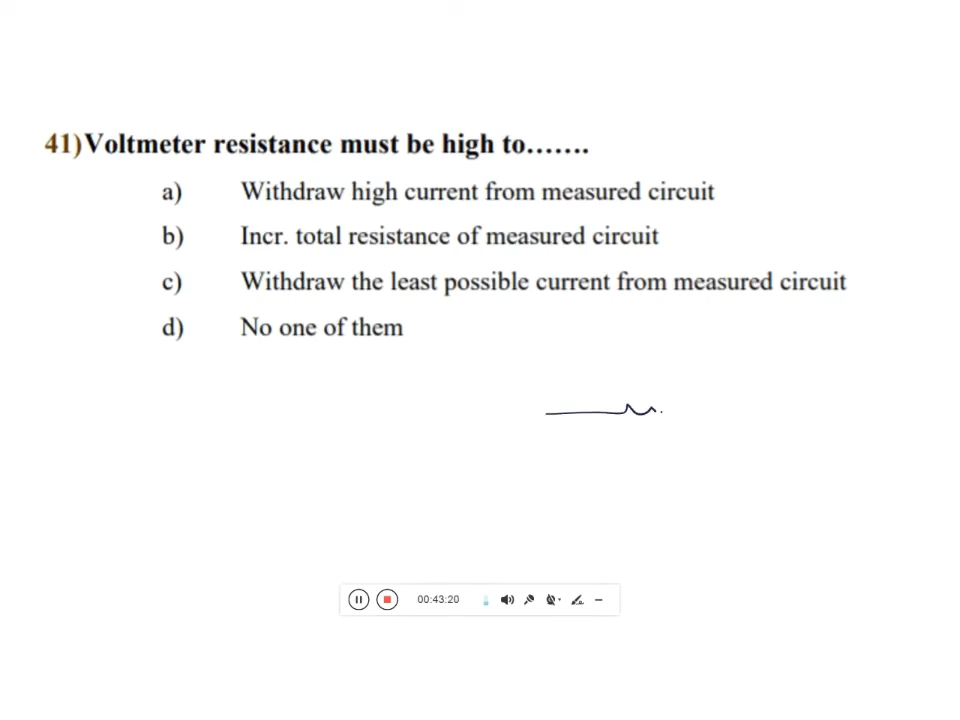 41)Voltmeter resistance must be high to.......
a) Withdraw high current from measured circuit
b) Incr. total resistance of measured circuit
c) Withdraw the least possible current from measured circuit
d) No one of them
00:43:20